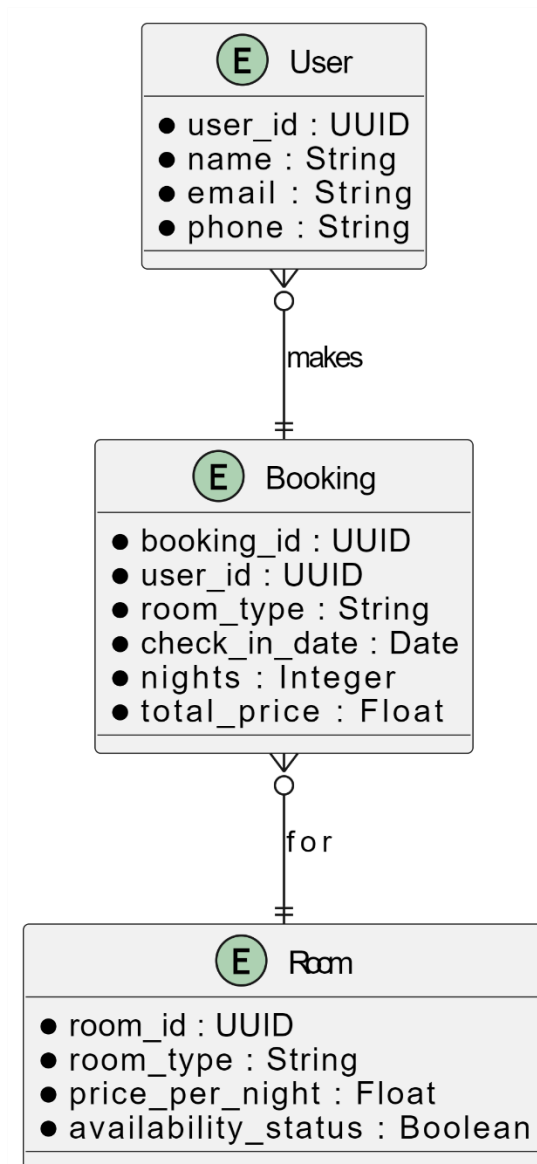 E User
user_id : UUID
name : String
email : String
phone : String
makes
E Booking
booking_id : UUID
user_id : UUID
room_type : String
check_in_date : Date
nights : Integer
total_price : Float
for
E Room
room_id : UUID
room_type : String
price_per_night : Float
availability_status : Boolean